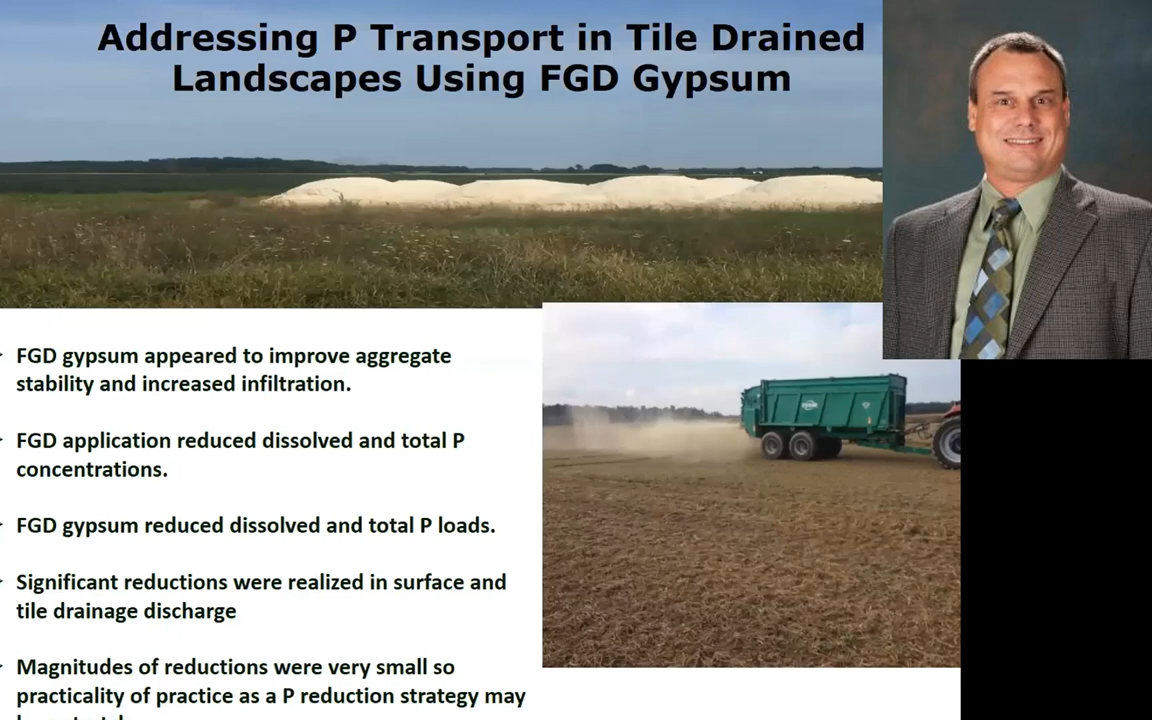 Addressing P Transport in Tile Drained
Landscapes Using FGD Gypsum
FGD gypsum appeared to improve aggregate
stability and increased infiltration.
FGD application reduced dissolved and total P
concentrations.
FGD gypsum reduced dissolved and total P loads.
Significant reductions were realized in surface and
tile drainage discharge
Magnitudes of reductions were very small so
practicality of practice as a P reduction strategy may